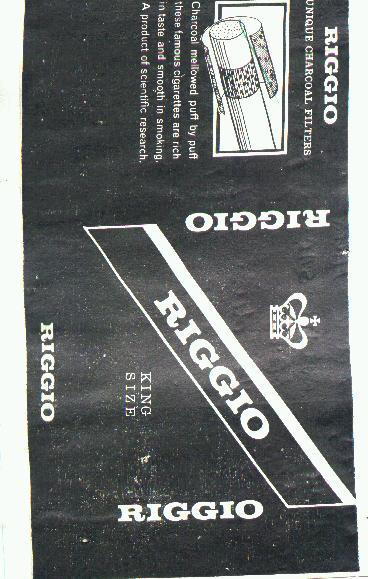 RIGGIO
UNIQUE CHARCOAL FILTERS
Charcoal mellowed puff by puff
these famous cigarettes are rich
in taste and smooth in smoking.
A product of scientific research.
RIGGIO
RIGGIO
KING
SIZE
RIGGIO
RIGGIO